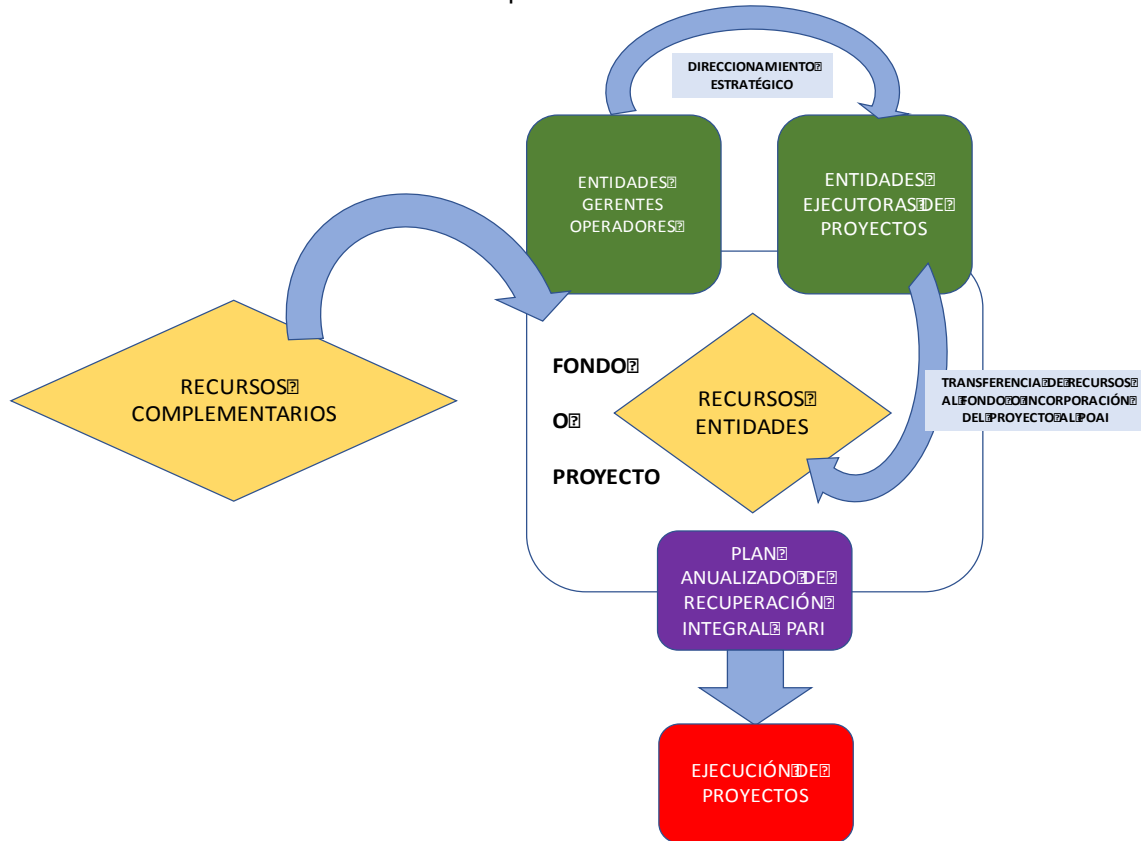 DIRECCIONAMIENTO
ESTRATÉGICO
ENTIDADES
GERENTES
OPERADORES
ENTIDADES
EJECUTORAS DE
PROYECTOS
RECURSOS
COMPLEMENTARIOS
FONDO
O
PROYECTO
RECURSOS
ENTIDADES
TRANSFERENCIA DE RECURSOS
AL FONDO O INCORPORACIÓN
DEL PROYECTO AL POAI
PLAN
ANUALIZADO DE
RECUPERACIÓN
INTEGRAL PARI
EJECUCIÓN DE
PROYECTOS